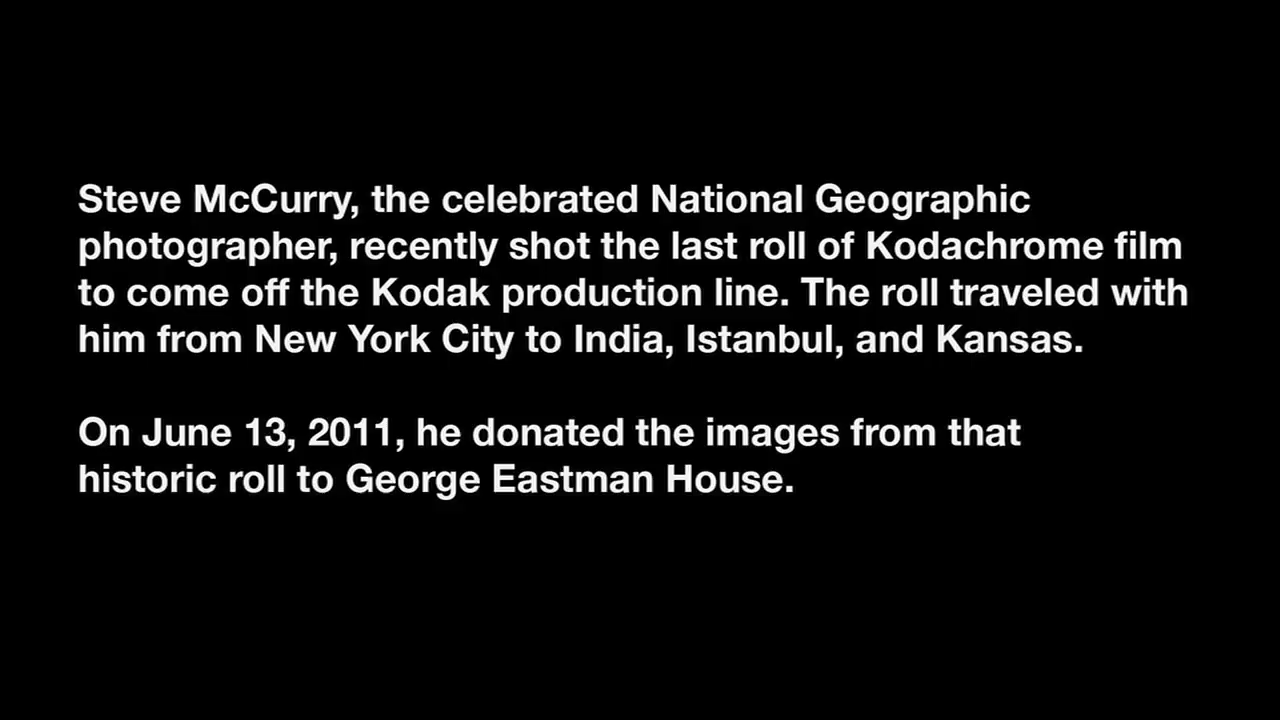 Steve McCurry, the celebrated National Geographic
photographer, recently shot the last roll of Kodachrome film
to come off the Kodak production line. The roll traveled with
him from New York City to India, Istanbul, and Kansas.
On June 13, 2011, he donated the images from that
historic roll to George Eastman House.